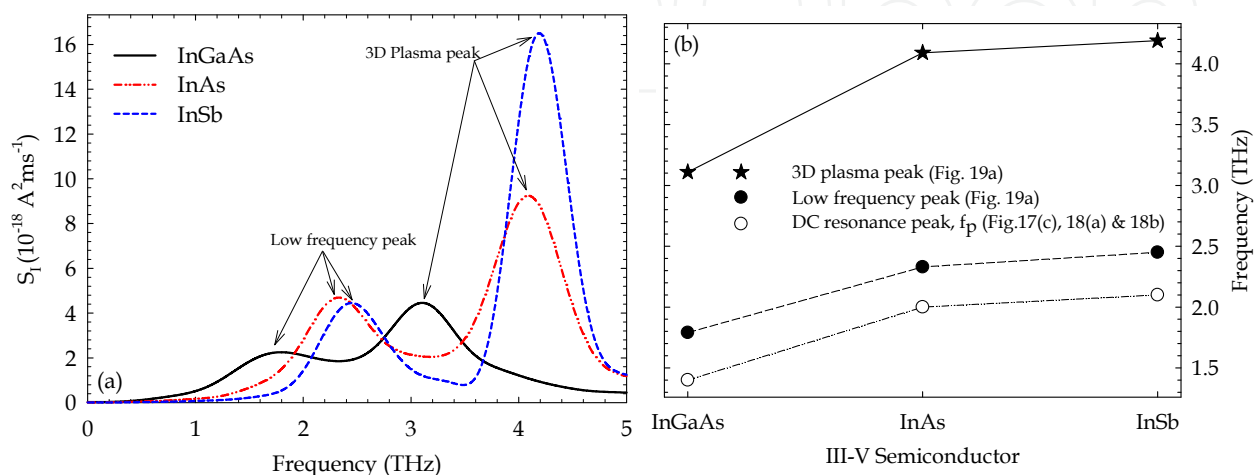 16
14
12
10
8
6
4
2
0
S_I (10^-18 A^2ms^-1)
InGaAs
InAs
InSb
3D Plasma peak
Low frequency peak
(a)
0 1 2 3 4 5
Frequency (THz)
(b)
4.0
3.5
3.0
2.5
2.0
1.5
Frequency (THz)
3D plasma peak (Fig. 19a)
Low frequency peak (Fig. 19a)
DC resonance peak, f_p (Fig.17(c), 18(a) & 18b)
InGaAs InAs InSb
III-V Semiconductor